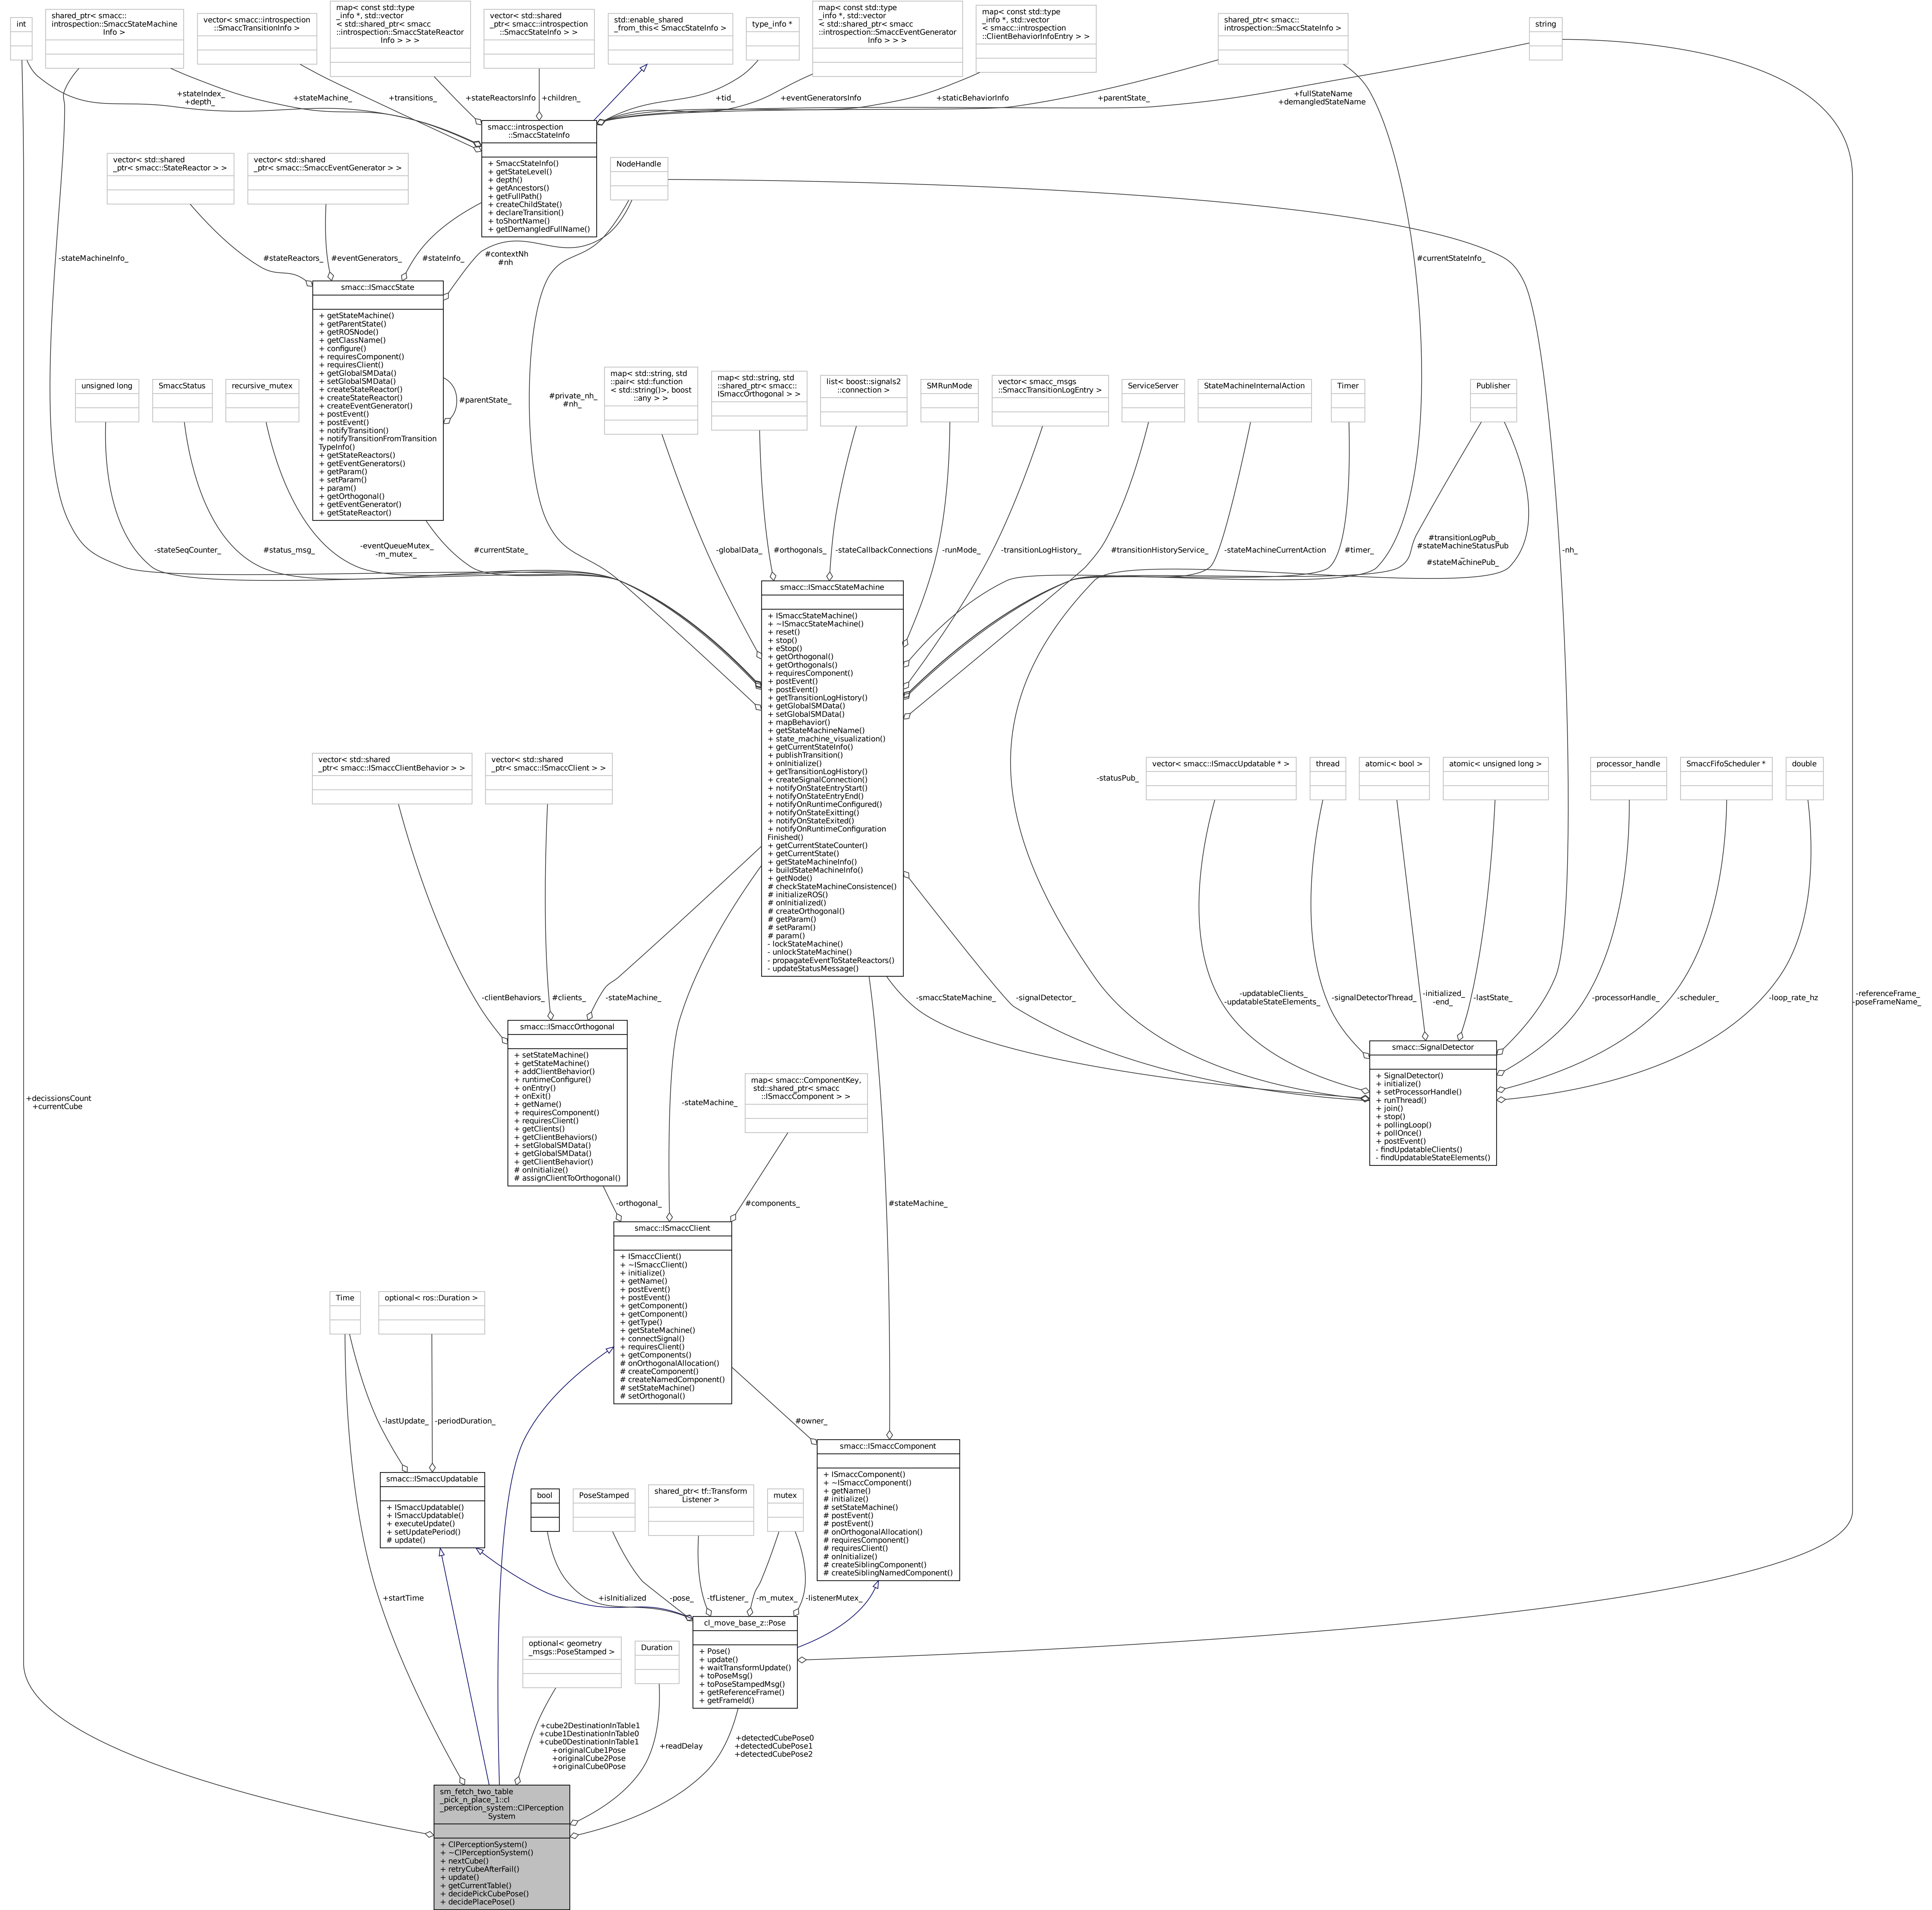 int
shared_ptr< smacc::
introspection::SmaccStateMachine
Info >
vector< smacc::introspection
::SmaccTransitionInfo >
map< const std::type
_info *, std::vector
< std::shared_ptr< smacc
::introspection::SmaccStateReactor
Info > > >
vector< std::shared
_ptr< smacc::introspection
::SmaccStateInfo > >
std::enable_shared
_from_this< SmaccStateInfo >
type_info *
map< const std::type
_info *, std::vector
< std::shared_ptr< smacc
::introspection::SmaccEventGenerator
Info > > >
map< const std::type
_info *, std::vector
< smacc::introspection
::ClientBehaviorInfoEntry > >
shared_ptr< smacc::
introspection::SmaccStateInfo >
string
+stateIndex_
+depth_
+stateMachine_
+transitions_
+stateReactorsInfo
+children_
+tid_
+eventGeneratorsInfo
+staticBehaviorInfo
+parentState_
+fullStateName
+demangledStateName
smacc::introspection
::SmaccStateInfo
+ SmaccStateInfo()
+ getStateLevel()
+ depth()
+ getAncestors()
+ getFullPath()
+ createChildState()
+ declareTransition()
+ toShortName()
+ getDemangledFullName()
vector< std::shared
_ptr< smacc::StateReactor > >
vector< std::shared
_ptr< smacc::SmaccEventGenerator > >
NodeHandle
-stateMachineInfo_
#stateReactors_
#eventGenerators_
#stateInfo_
#contextNh
#nh
#currentStateInfo_
smacc::ISmaccState
+ getStateMachine()
+ getParentState()
+ getROSNode()
+ getClassName()
+ configure()
+ requiresComponent()
+ requiresClient()
+ getGlobalSMData()
+ setGlobalSMData()
+ createStateReactor()
+ createStateReactor()
+ createEventGenerator()
+ postEvent()
+ postEvent()
+ notifyTransition()
+ notifyTransitionFromTransition
TypeInfo()
+ getStateReactors()
+ getEventGenerators()
+ getParam()
+ setParam()
+ param()
+ getOrthogonal()
+ getEventGenerator()
+ getStateReactor()
#parentState_
unsigned long
SmaccStatus
recursive_mutex
#private_nh_
#nh_
map< std::string, std
::pair< std::function
< std::string()>, boost
::any > >
map< std::string, std
::shared_ptr< smacc::
ISmaccOrthogonal > >
list< boost::signals2
::connection >
SMRunMode
vector< smacc_msgs
::SmaccTransitionLogEntry >
ServiceServer
StateMachineInternalAction
Timer
Publisher
-stateSeqCounter_
#status_msg_
-eventQueueMutex_
-m_mutex_
#currentState_
-globalData_
#orthogonals_
-stateCallbackConnections
-runMode_
-transitionLogHistory_
#transitionHistoryService_
-stateMachineCurrentAction
#timer_
#transitionLogPub_
#stateMachineStatusPub
_
#stateMachinePub_
-nh_
smacc::ISmaccStateMachine
+ ISmaccStateMachine()
+ ~ISmaccStateMachine()
+ reset()
+ stop()
+ eStop()
+ getOrthogonal()
+ getOrthogonals()
+ requiresComponent()
+ postEvent()
+ postEvent()
+ getTransitionLogHistory()
+ getGlobalSMData()
+ setGlobalSMData()
+ mapBehavior()
+ getStateMachineName()
+ state_machine_visualization()
+ getCurrentStateInfo()
+ publishTransition()
+ onInitialize()
+ getTransitionLogHistory()
+ createSignalConnection()
+ notifyOnStateEntryStart()
+ notifyOnStateEntryEnd()
+ notifyOnRuntimeConfigured()
+ notifyOnStateExitting()
+ notifyOnStateExited()
+ notifyOnRuntimeConfiguration
Finished()
+ getCurrentStateCounter()
+ getCurrentState()
+ getStateMachineInfo()
+ buildStateMachineInfo()
+ getNode()
# checkStateMachineConsistence()
# initializeROS()
# onInitialized()
# createOrthogonal()
# getParam()
# setParam()
# param()
- lockStateMachine()
- unlockStateMachine()
- propagateEventToStateReactors()
- updateStatusMessage()
vector< std::shared
_ptr< smacc::ISmaccClientBehavior > >
vector< std::shared
_ptr< smacc::ISmaccClient > >
-statusPub_
vector< smacc::ISmaccUpdatable * >
thread
atomic< bool >
atomic< unsigned long >
processor_handle
SmaccFifoScheduler *
double
-clientBehaviors_
#clients_
-stateMachine_
-smaccStateMachine_
-signalDetector_
-updatableClients_
-updatableStateElements_
-signalDetectorThread_
-initialized_
-end_
-lastState_
-processorHandle_
-scheduler_
-loop_rate_hz
-referenceFrame_
-poseFrameName_
smacc::ISmaccOrthogonal
+ setStateMachine()
+ getStateMachine()
+ addClientBehavior()
+ runtimeConfigure()
+ onEntry()
+ onExit()
+ getName()
+ requiresComponent()
+ requiresClient()
+ getClients()
+ getClientBehaviors()
+ setGlobalSMData()
+ getGlobalSMData()
+ getClientBehavior()
# onInitialize()
# assignClientToOrthogonal()
smacc::SignalDetector
+ SignalDetector()
+ initialize()
+ setProcessorHandle()
+ runThread()
+ join()
+ stop()
+ pollingLoop()
+ pollOnce()
+ postEvent()
- findUpdatableClients()
- findUpdatableStateElements()
+decissionsCount
+currentCube
-stateMachine_
map< smacc::ComponentKey,
std::shared_ptr< smacc
::ISmaccComponent > >
-orthogonal_
#components_
#stateMachine_
smacc::ISmaccClient
+ ISmaccClient()
+ ~ISmaccClient()
+ initialize()
+ getName()
+ postEvent()
+ postEvent()
+ getComponent()
+ getComponent()
+ getType()
+ getStateMachine()
+ connectSignal()
+ requiresClient()
+ getComponents()
# onOrthogonalAllocation()
# createComponent()
# createNamedComponent()
# setStateMachine()
# setOrthogonal()
Time
optional< ros::Duration >
-lastUpdate_
-periodDuration_
#owner_
smacc::ISmaccComponent
+ ISmaccComponent()
+ ~ISmaccComponent()
+ getName()
# initialize()
# setStateMachine()
# postEvent()
# postEvent()
# onOrthogonalAllocation()
# requiresComponent()
# requiresClient()
# onInitialize()
# createSiblingComponent()
# createSiblingNamedComponent()
smacc::ISmaccUpdatable
+ ISmaccUpdatable()
+ ISmaccUpdatable()
+ executeUpdate()
+ setUpdatePeriod()
# update()
bool
PoseStamped
shared_ptr< tf::Transform
Listener >
mutex
+startTime
+isInitialized
-pose_
-tfListener_
-m_mutex_
-listenerMutex_
cl_move_base_z::Pose
+ Pose()
+ update()
+ waitTransformUpdate()
+ toPoseMsg()
+ toPoseStampedMsg()
+ getReferenceFrame()
+ getFrameId()
optional< geometry
_msgs::PoseStamped >
Duration
+cube2DestinationInTable1
+cube1DestinationInTable0
+cube0DestinationInTable1
+originalCube1Pose
+originalCube2Pose
+originalCube0Pose
+readDelay
+detectedCubePose0
+detectedCubePose1
+detectedCubePose2
sm_fetch_two_table
_pick_n_place_1::cl
_perception_system::ClPerception
System
+ ClPerceptionSystem()
+ ~ClPerceptionSystem()
+ nextCube()
+ retryCubeAfterFail()
+ update()
+ getCurrentTable()
+ decidePickCubePose()
+ decidePlacePose()